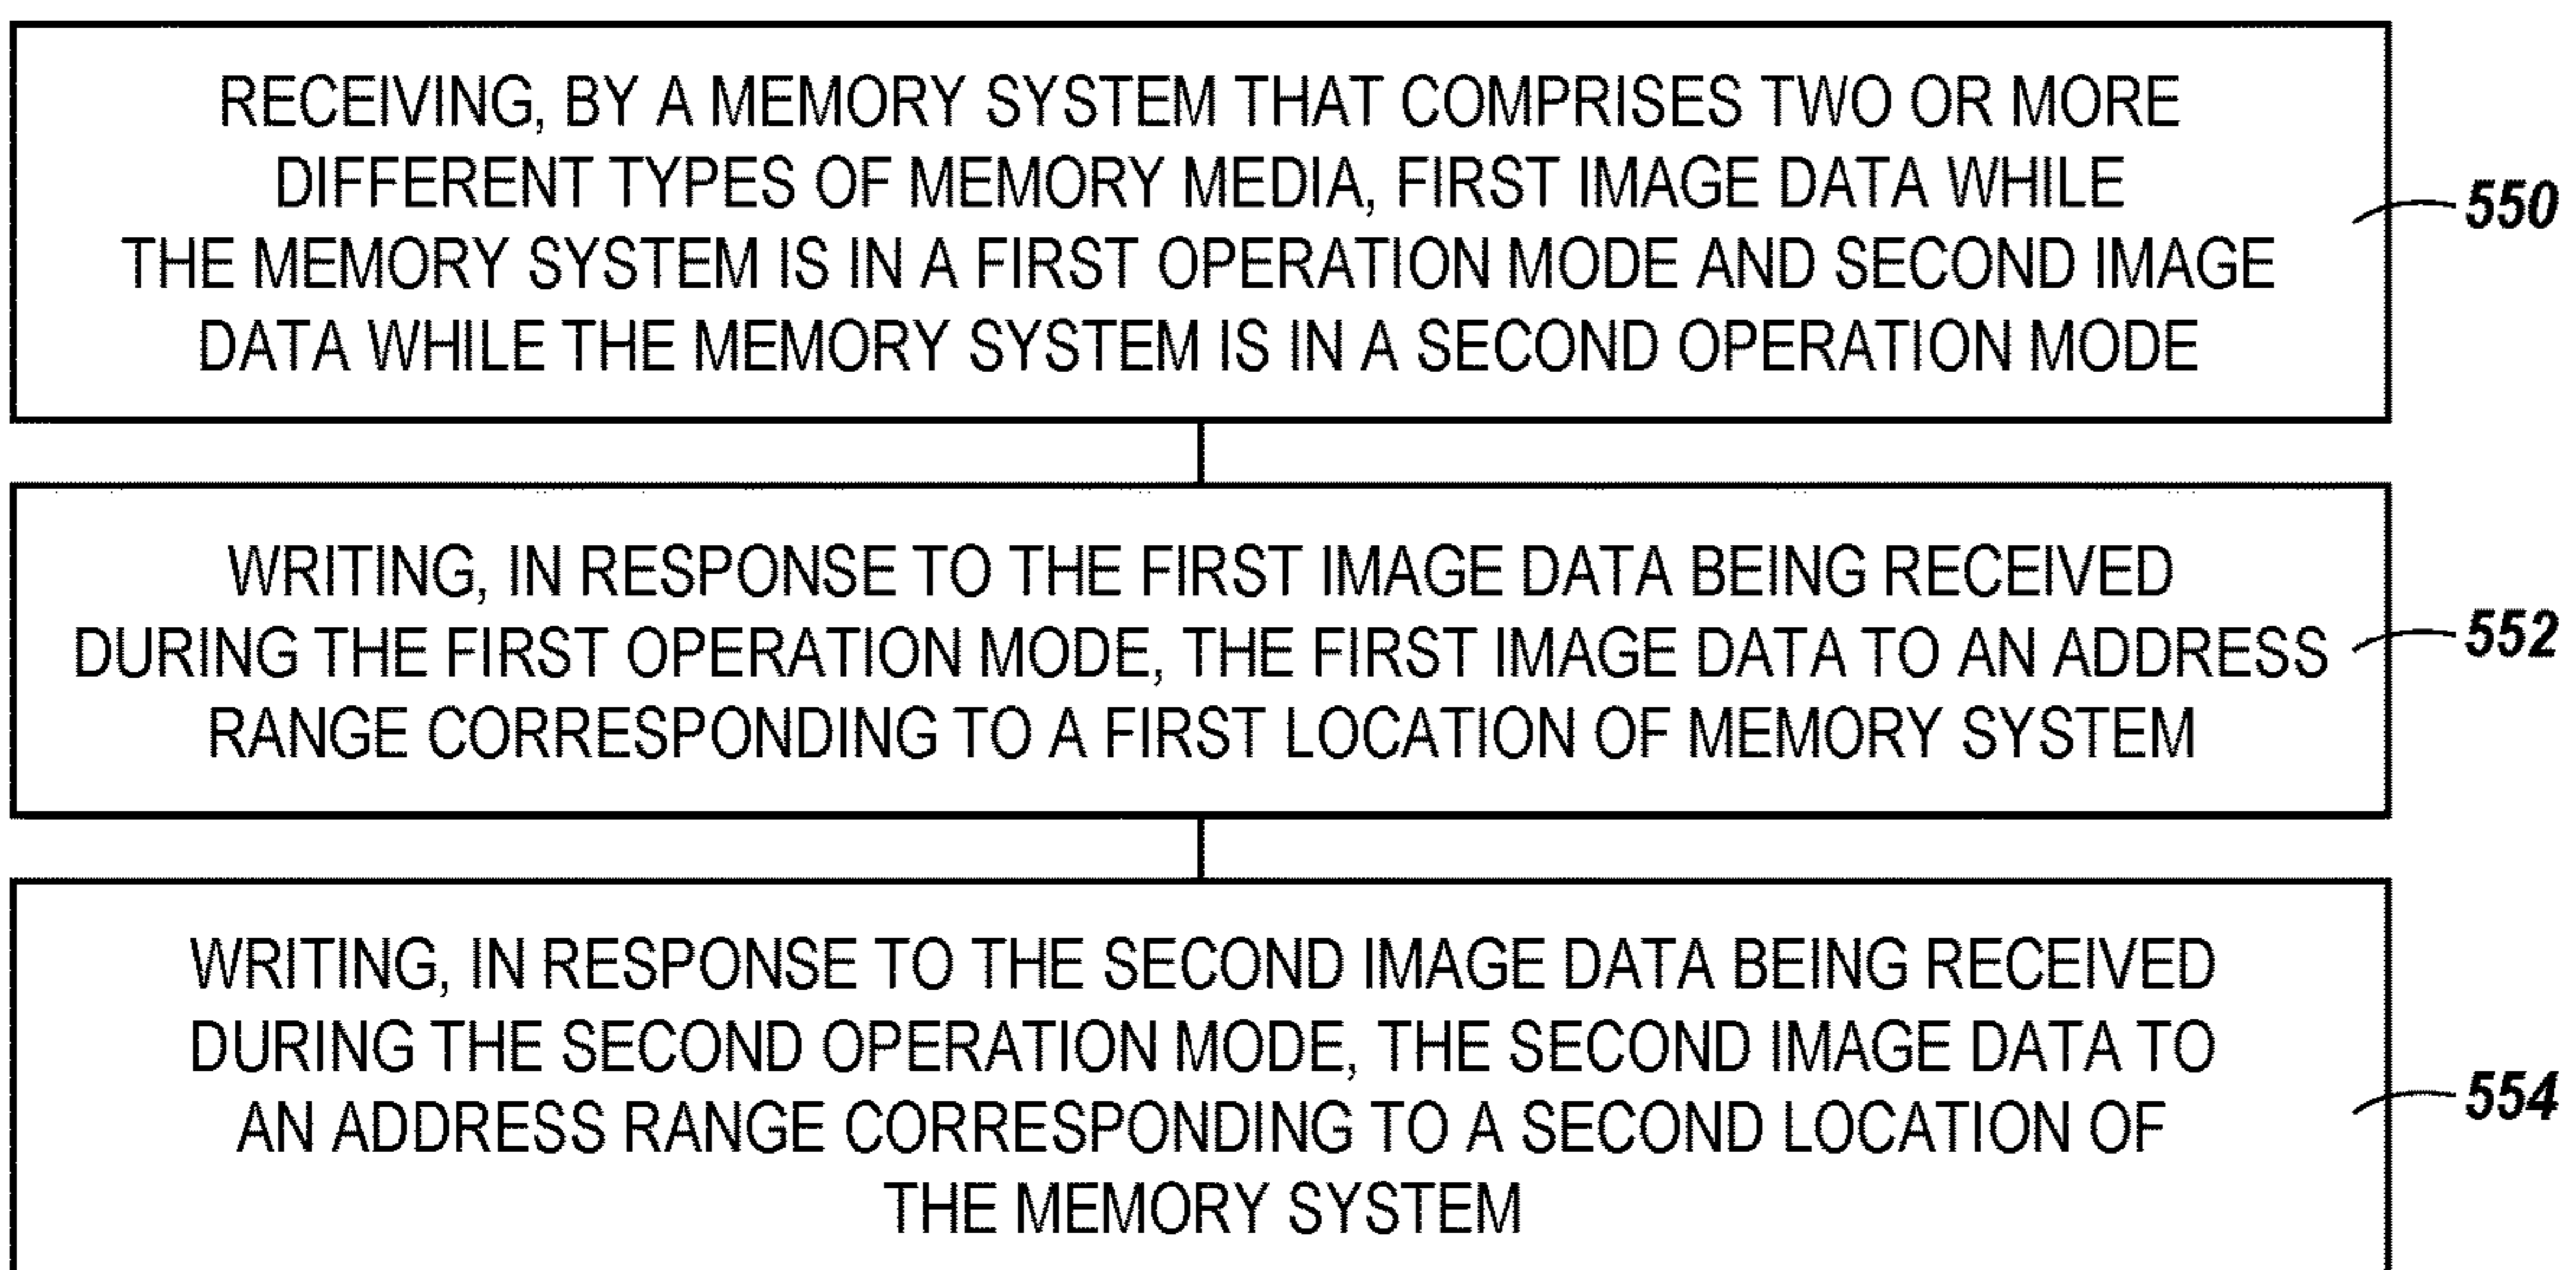 RECEIVING, BY A MEMORY SYSTEM THAT COMPRISES TWO OR MORE
DIFFERENT TYPES OF MEMORY MEDIA, FIRST IMAGE DATA WHILE
THE MEMORY SYSTEM IS IN A FIRST OPERATION MODE AND SECOND IMAGE
DATA WHILE THE MEMORY SYSTEM IS IN A SECOND OPERATION MODE
550
WRITING, IN RESPONSE TO THE FIRST IMAGE DATA BEING RECEIVED
DURING THE FIRST OPERATION MODE, THE FIRST IMAGE DATA TO AN ADDRESS
RANGE CORRESPONDING TO A FIRST LOCATION OF MEMORY SYSTEM
552
WRITING, IN RESPONSE TO THE SECOND IMAGE DATA BEING RECEIVED
DURING THE SECOND OPERATION MODE, THE SECOND IMAGE DATA TO
AN ADDRESS RANGE CORRESPONDING TO A SECOND LOCATION OF
THE MEMORY SYSTEM
554